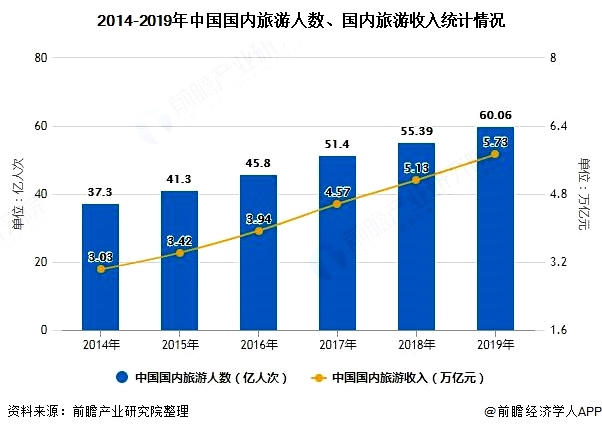 2014-2019年中国国内旅游人数、国内旅游收入统计情况
80
60
40
20
0
单位：亿人次
8
6.4
4.8
3.2
1.6
单位：万亿元
37.3
41.3
45.8
51.4
55.39
60.06
3.03
3.42
3.94
4.57
5.13
5.73
2014年
2015年
2016年
2017年
2018年
2019年
中国国内旅游人数（亿人次）
中国国内旅游收入（万亿元）
资料来源：前瞻产业研究院整理
@前瞻经济学人APP
前瞻产业研究院